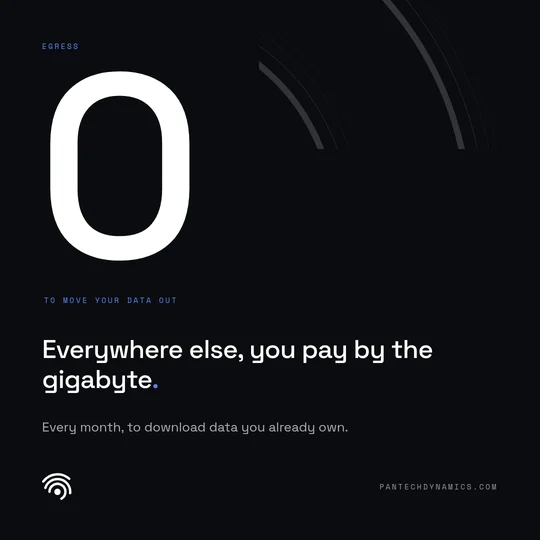 EGRESS
0
TO MOVE YOUR DATA OUT
Everywhere else, you pay by the
gigabyte.
Every month, to download data you already own.
PANTECHDYNAMICS.COM